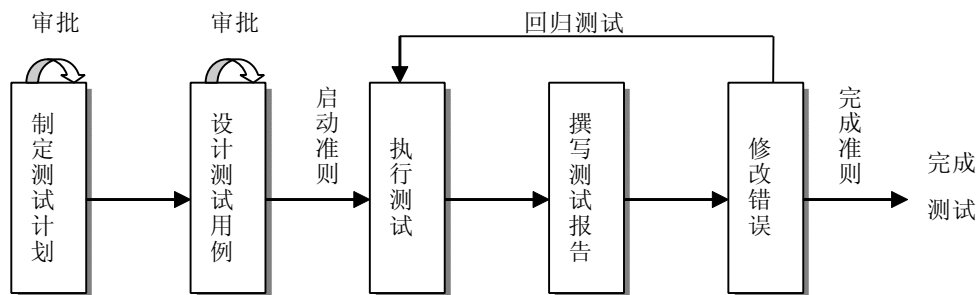 审批
审批
回归测试
制定测试计划
设计测试用例
启动准则
执行测试
撰写测试报告
修改错误
完成准则
完成
测试